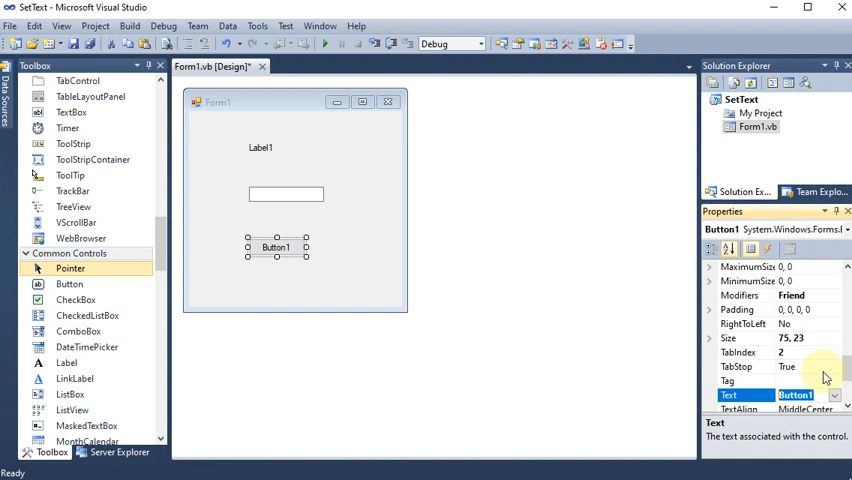 SetText - Microsoft Visual Studio
File Edit View Project Build Debug Team Data Tools Test Window Help
Debug
Toolbox
TabControl
TableLayoutPanel
TextBox
Timer
ToolStrip
ToolStripContainer
ToolTip
TrackBar
TreeView
VScrollBar
WebBrowser
Common Controls
Pointer
Button
CheckBox
CheckedListBox
ComboBox
DateTimePicker
Label
LinkLabel
ListBox
ListView
MaskedTextBox
MonthCalendar
Toolbox Server Explorer
Data Sources
Form1.vb [Design]*
Form1
Label1
Button1
Solution Explorer
SetText
My Project
Form1.vb
Solution Ex... Team Explo...
Properties
Button1 System.Windows.Forms.
MaximumSize 0, 0
MinimumSize 0, 0
Modifiers Friend
Padding 0, 0, 0, 0
RightToLeft No
Size 75, 23
TabIndex 2
TabStop True
Tag
Text Button1
TextAlign MiddleCenter
Text
The text associated with the control.
Ready